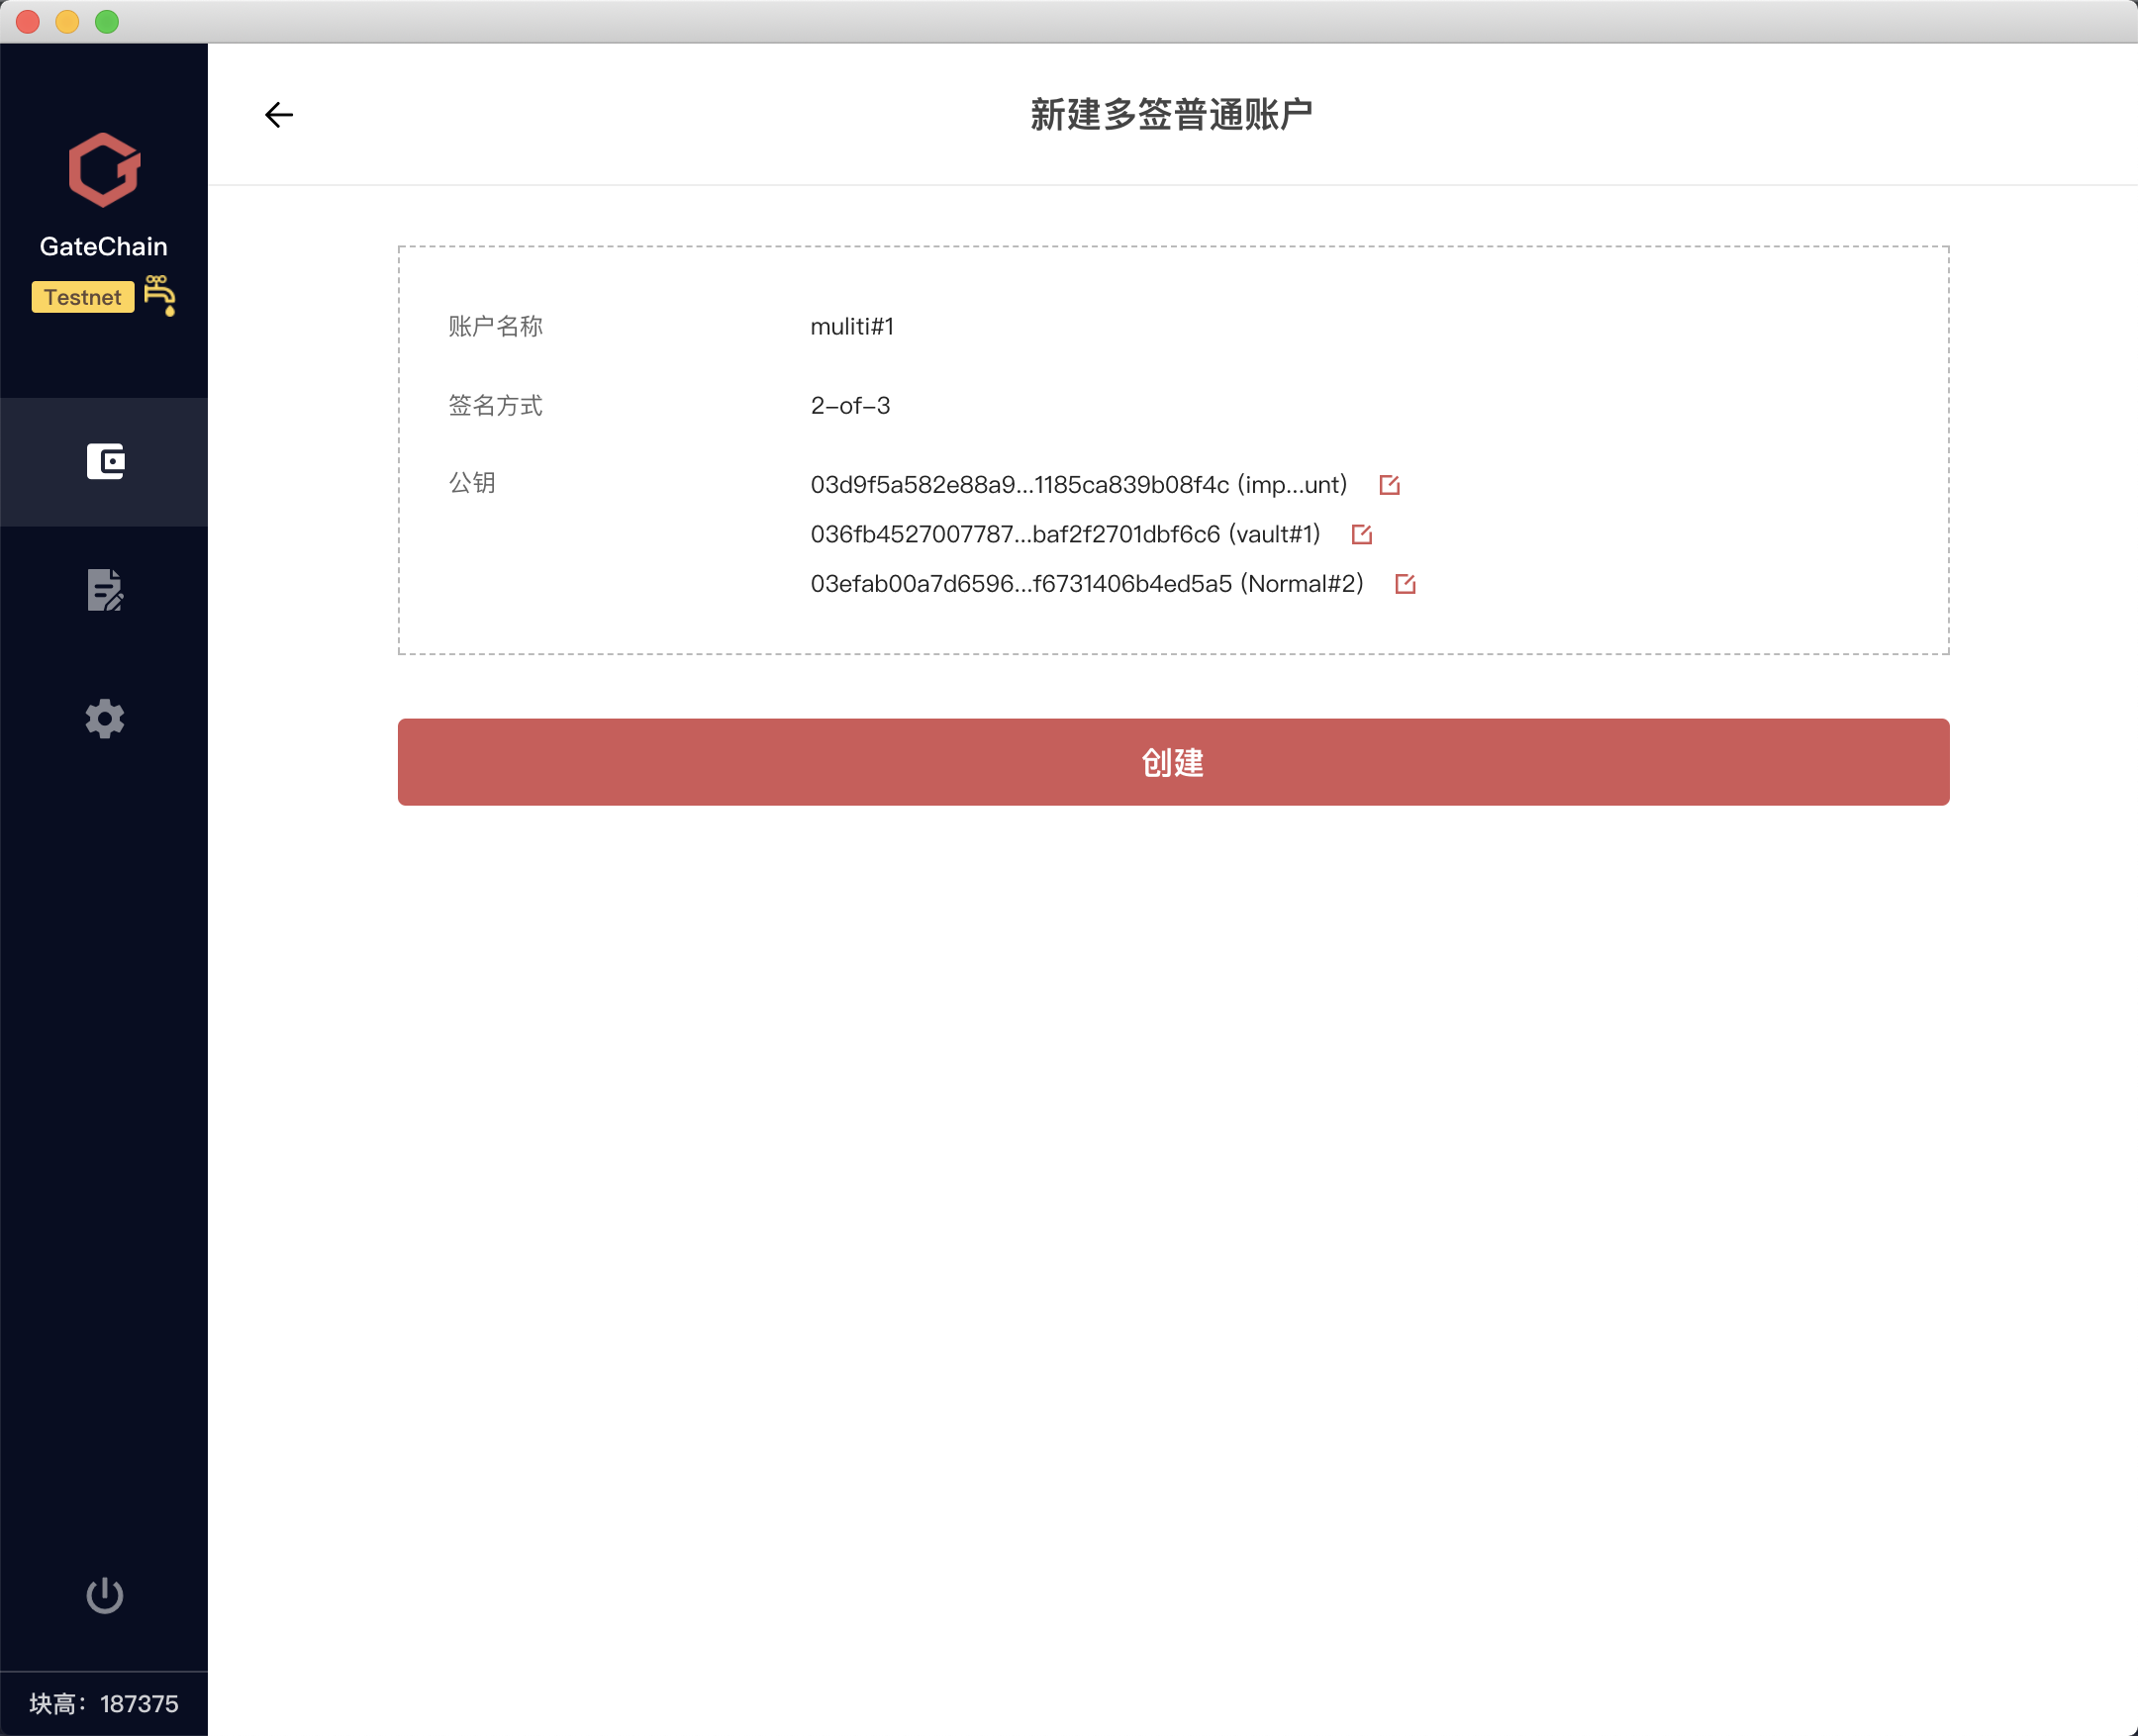 新建多签普通账户
GateChain
Testnet
账户名称 muliti#1
签名方式 2-of-3
公钥 03d9f5a582e88a9...1185ca839b08f4c (imp...unt)
036fb4527007787...baf2f2701dbf6c6 (vault#1)
03efab00a7d6596...f6731406b4ed5a5 (Normal#2)
创建
块高：187375